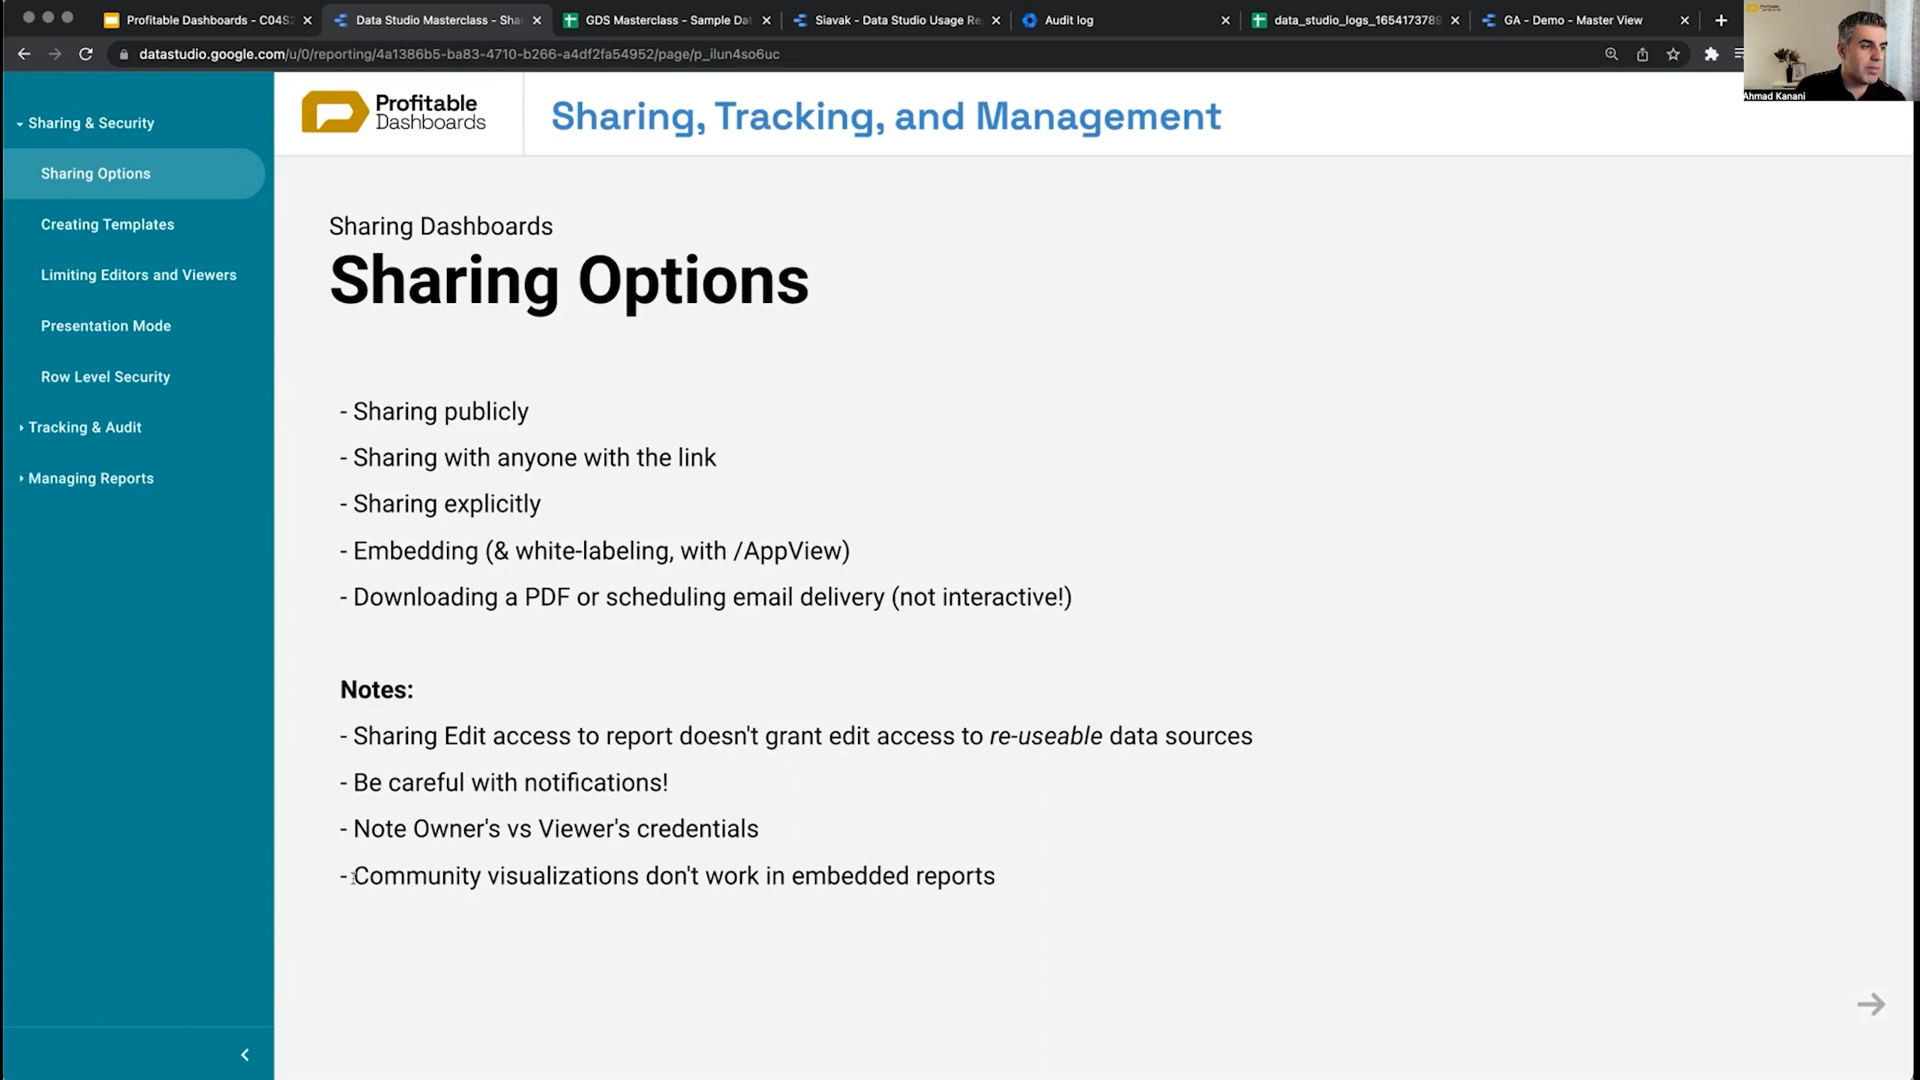 Profitable Dashboards - C04S
Data Studio Masterclass - Sha
GDS Masterclass - Sample Dat
Siavak - Data Studio Usage Re
Audit log
data_studio_logs_1654173789
GA - Demo - Master View
datastudio.google.com/u/0/reporting/4a1386b5-ba83-4710-b266-a4df2fa54952/page/p_ilun4so6uc
Ahmad Kanani
Sharing & Security
Sharing Options
Creating Templates
Limiting Editors and Viewers
Presentation Mode
Row Level Security
Tracking & Audit
Managing Reports
Profitable
Dashboards
Sharing, Tracking, and Management
Sharing Dashboards
Sharing Options
- Sharing publicly
- Sharing with anyone with the link
- Sharing explicitly
- Embedding (& white-labeling, with /AppView)
- Downloading a PDF or scheduling email delivery (not interactive!)
Notes:
- Sharing Edit access to report doesn't grant edit access to re-useable data sources
- Be careful with notifications!
- Note Owner's vs Viewer's credentials
- Community visualizations don't work in embedded reports